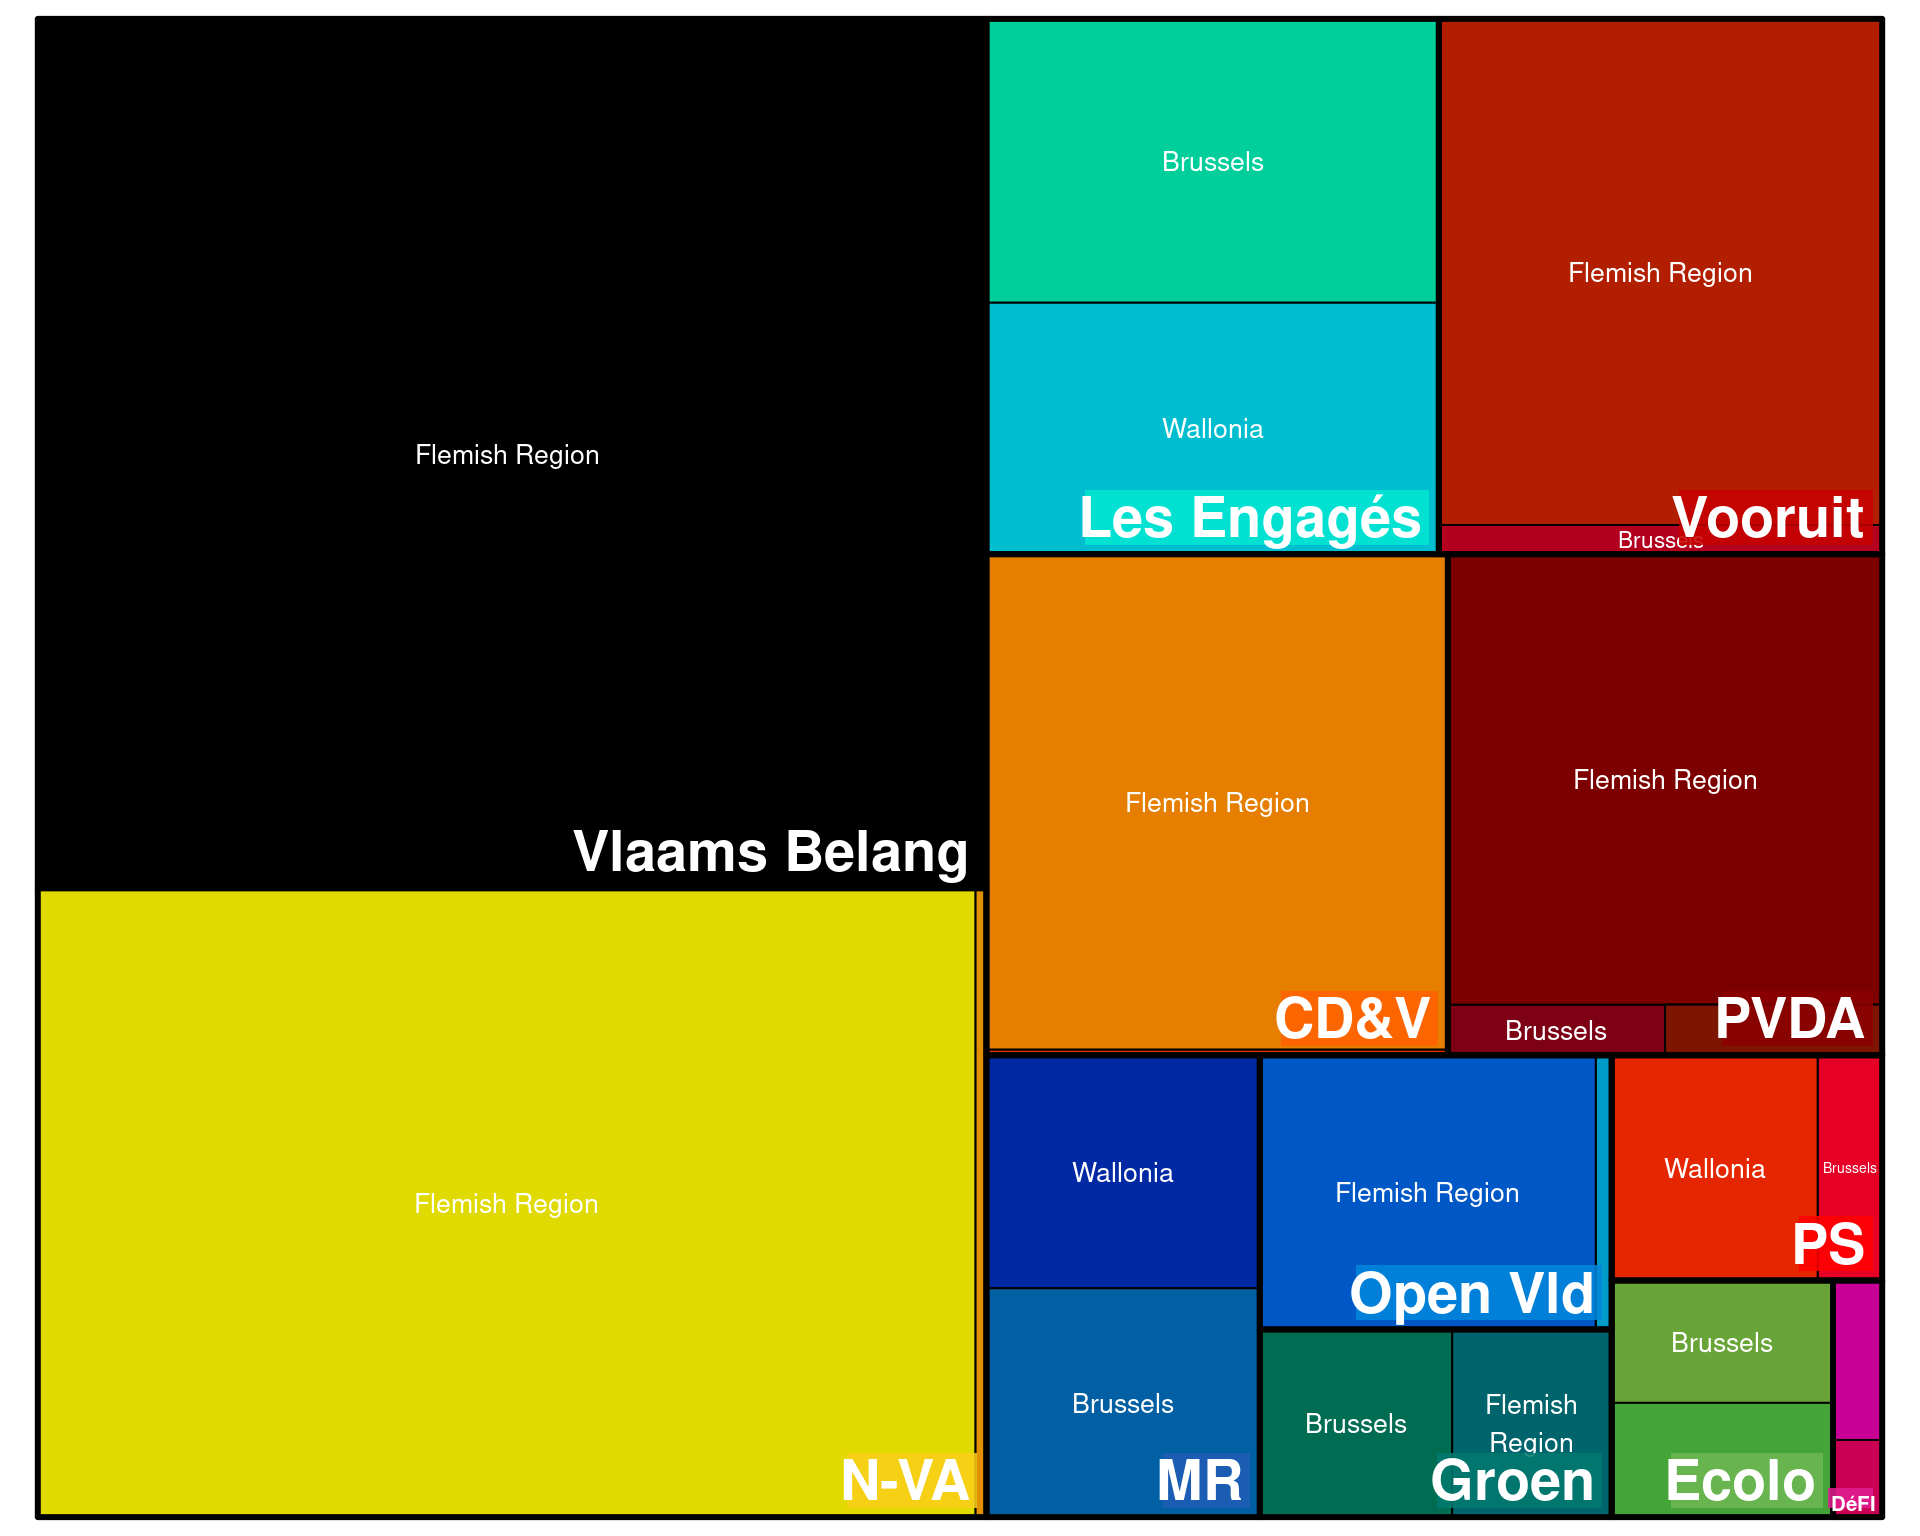 Flemish Region
Vlaams Belang
Flemish Region
N-VA
Brussels
Wallonia
Les Engagés
Flemish Region
Brussels
Vooruit
Flemish Region
CD&V
Flemish Region
Brussels
PVDA
Wallonia
Brussels
MR
Flemish Region
Open Vld
Brussels
Flemish
Region
Groen
Wallonia
Brussels
PS
Brussels
Ecolo
DéFI